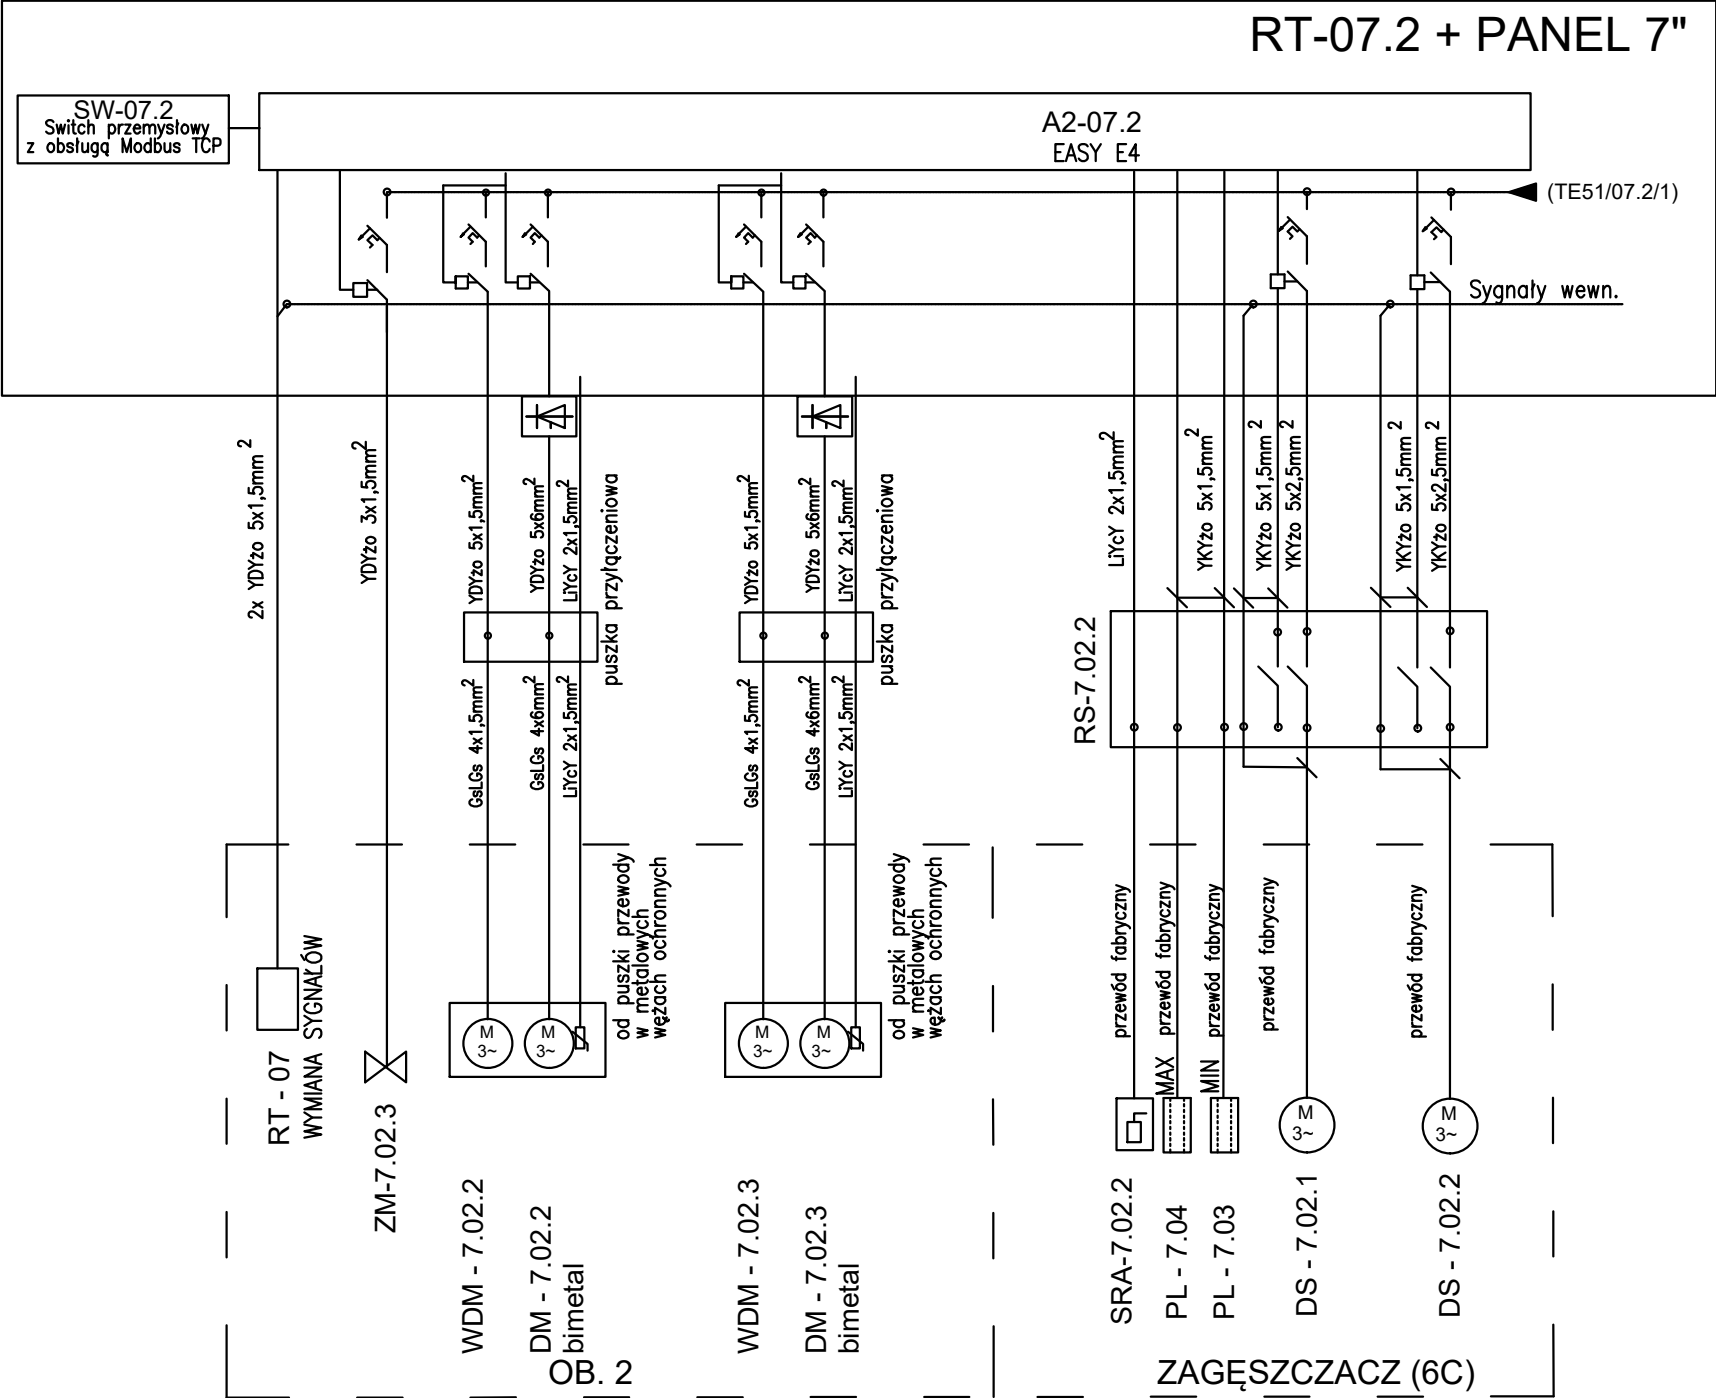 RT-07.2 + PANEL 7"
SW-07.2
Switch przemysłowy
z obsługą Modbus TCP
A2-07.2
EASY E4
(TE51/07.2/1)
Sygnały wewn.
2x YDYżo 5x1,5mm2
YDYżo 3x1,5mm2
YDYżo 5x1,5mm2
YDYżo 5x6mm2
LiYcY 2x1,5mm2
puszka przyłączeniowa
YDYżo 5x1,5mm2
YDYżo 5x6mm2
LiYcY 2x1,5mm2
puszka przyłączeniowa
LiYcY 2x1,5mm2
YKYżo 5x1,5mm2
YKYżo 5x1,5mm2
YKYżo 5x2,5mm2
YKYżo 5x1,5mm2
YKYżo 5x2,5mm2
RS-7.02.2
GsLGs 4x1,5mm2
GsLGs 4x6mm2
LiYcY 2x1,5mm2
GsLGs 4x1,5mm2
GsLGs 4x6mm2
LiYcY 2x1,5mm2
od puszki przewody
w metalowych
wężach ochronnych
od puszki przewody
w metalowych
wężach ochronnych
przewód fabryczny
przewód fabryczny
przewód fabryczny
przewód fabryczny
przewód fabryczny
MAX
MIN
M
3~
M
3~
M
3~
M
3~
M
3~
M
3~
RT - 07
WYMIANA SYGNAŁÓW
ZM-7.02.3
WDM - 7.02.2
DM - 7.02.2
bimetal
WDM - 7.02.3
DM - 7.02.3
bimetal
SRA-7.02.2
PL - 7.04
PL - 7.03
DS - 7.02.1
DS - 7.02.2
OB. 2
ZAGĘSZCZACZ (6C)